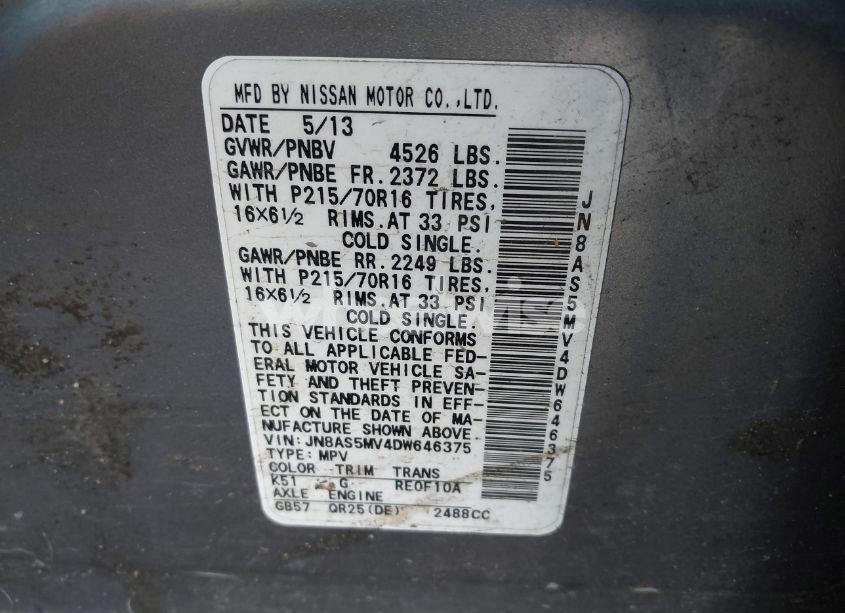 MFD BY NISSAN MOTOR CO.,LTD.
DATE 5/13
GVWR/PNBV 4526 LBS.
GAWR/PNBE FR.2372 LBS.
WITH P215/70R16 TIRES,
16X6½ RIMS.AT 33 PSI
COLD SINGLE.
GAWR/PNBE RR.2249 LBS.
WITH P215/70R16 TIRES,
16X6½ RIMS.AT 33 PSI
COLD SINGLE.
THIS VEHICLE CONFORMS
TO ALL APPLICABLE FED-
ERAL MOTOR VEHICLE SA-
FETY AND THEFT PREVEN-
TION STANDARDS IN EFF-
ECT ON THE DATE OF MA-
NUFACTURE SHOWN ABOVE.
VIN: JN8AS5MV4DW646375
TYPE: MPV
COLOR TRIM TRANS
K51 G RE0F10A
AXLE ENGINE
GB57 QR25(DE) 2488CC
JN8AS5MV4DW646375